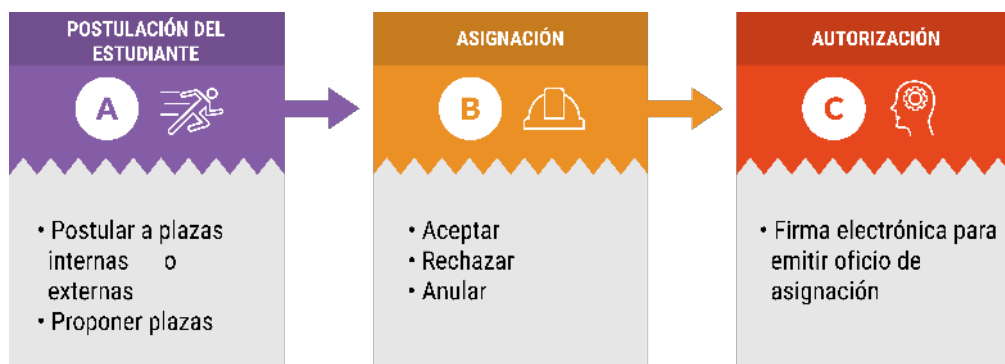 POSTULACIÓN DEL
ESTUDIANTE
A
• Postular a plazas
internas o
externas
• Proponer plazas
ASIGNACIÓN
B
• Aceptar
• Rechazar
• Anular
AUTORIZACIÓN
C
• Firma electrónica para
emitir oficio de
asignación